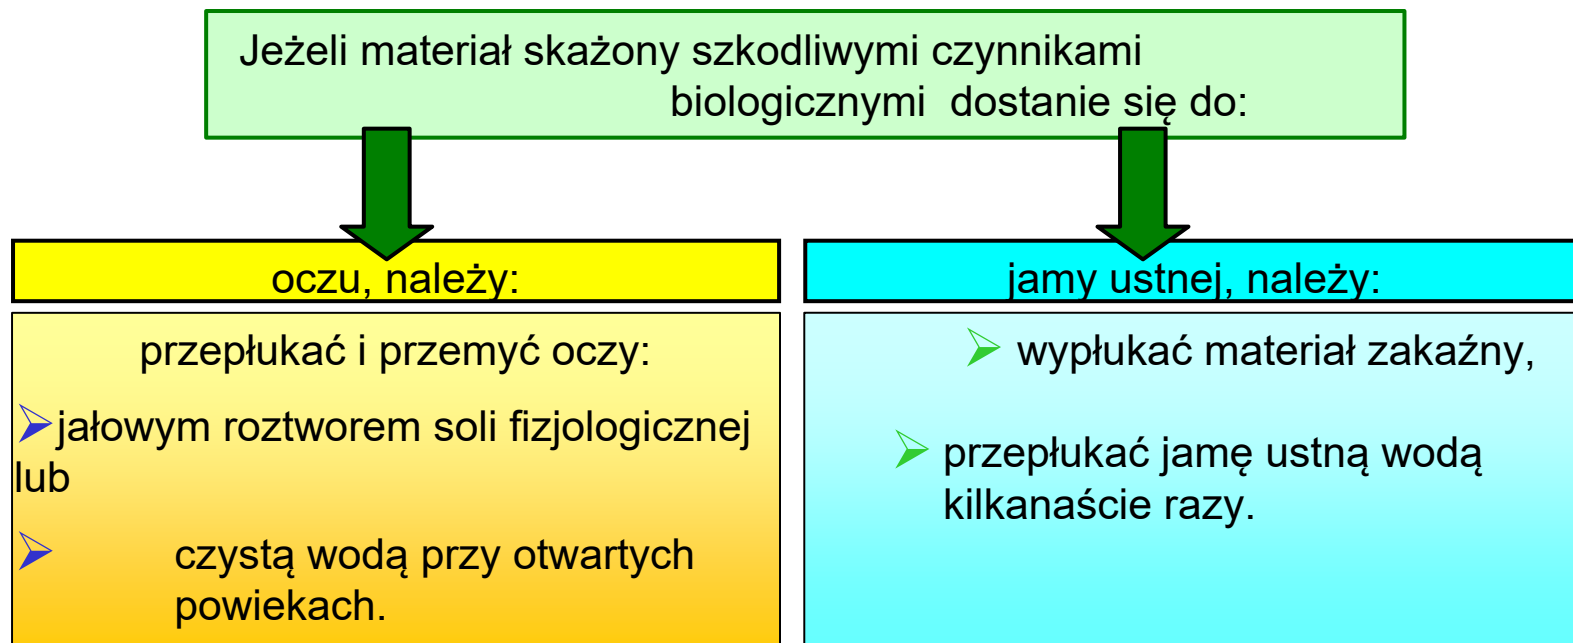 Jeżeli materiał skażony szkodliwymi czynnikami
biologicznymi dostanie się do:
oczu, należy:
przepłukać i przemyć oczy:
jałowym roztworem soli fizjologicznej
lub
czystą wodą przy otwartych
powiekach.
jamy ustnej, należy:
wypłukać materiał zakaźny,
przepłukać jamę ustną wodą
kilkanaście razy.